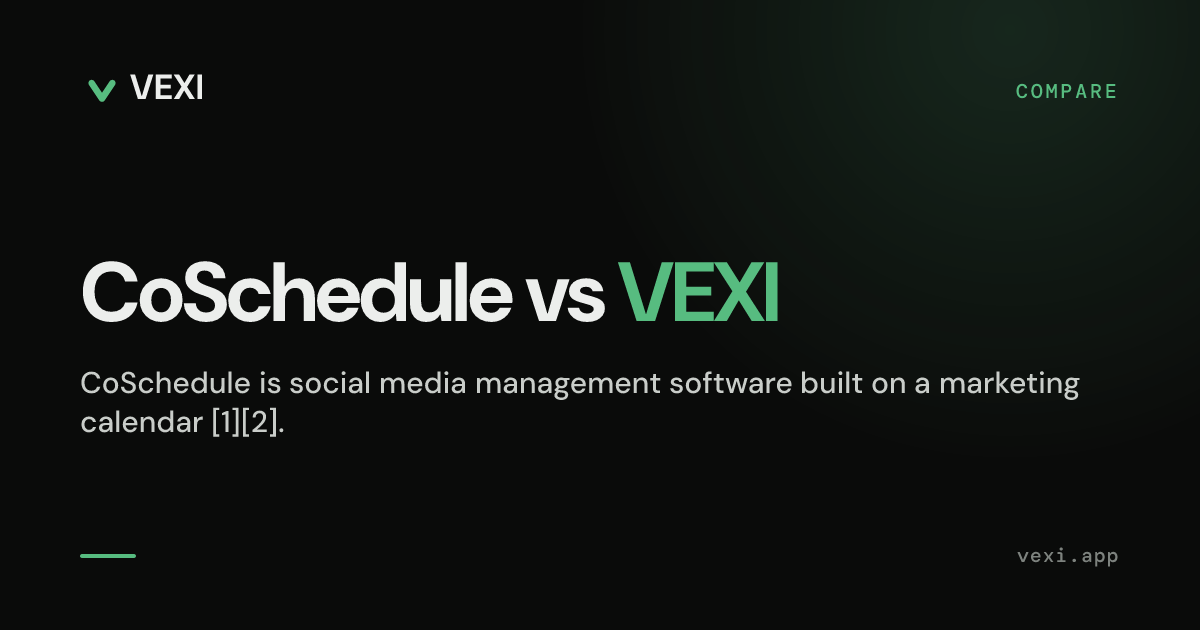 VEXI
COMPARE
CoSchedule vs VEXI
CoSchedule is social media management software built on a marketing
calendar [1][2].
vexi.app